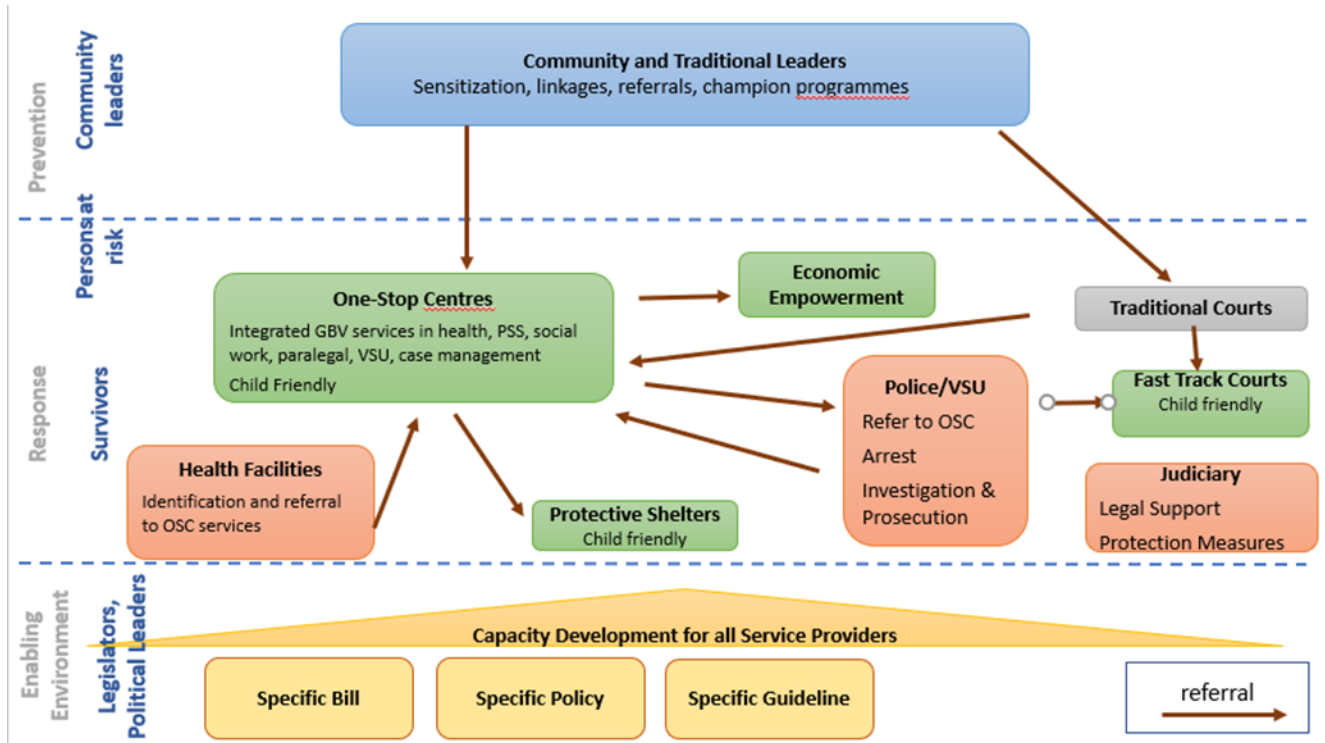 Prevention
Community
leaders
Community and Traditional Leaders
Sensitization, linkages, referrals, champion programmes
Persons at
risk
Response
Survivors
One-Stop Centres
Integrated GBV services in health, PSS, social
work, paralegal, VSU, case management
Child Friendly
Economic
Empowerment
Traditional Courts
Fast Track Courts
Child friendly
Police/VSU
Refer to OSC
Arrest
Investigation &
Prosecution
Judiciary
Legal Support
Protection Measures
Health Facilities
Identification and referral
to OSC services
Protective Shelters
Child friendly
Enabling
Environment
Legislators,
Political Leaders
Capacity Development for all Service Providers
Specific Bill
Specific Policy
Specific Guideline
referral